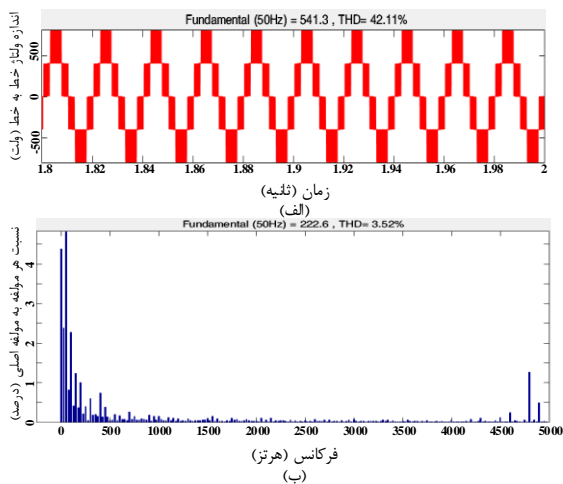 Fundamental (50Hz) = 541.3 , THD= 42.11%
اندازه ولتاژ خط به خط (ولت)
500
0
-500
1.8 1.82 1.84 1.86 1.88 1.9 1.92 1.94 1.96 1.98 2
زمان (ثانیه)
(الف)
Fundamental (50Hz) = 222.6 , THD= 3.52%
نسبت هر مولفه به مولفه اصلی (درصد)
4
3
2
1
0
0 500 1000 1500 2000 2500 3000 3500 4000 4500 5000
فرکانس (هرتز)
(ب)